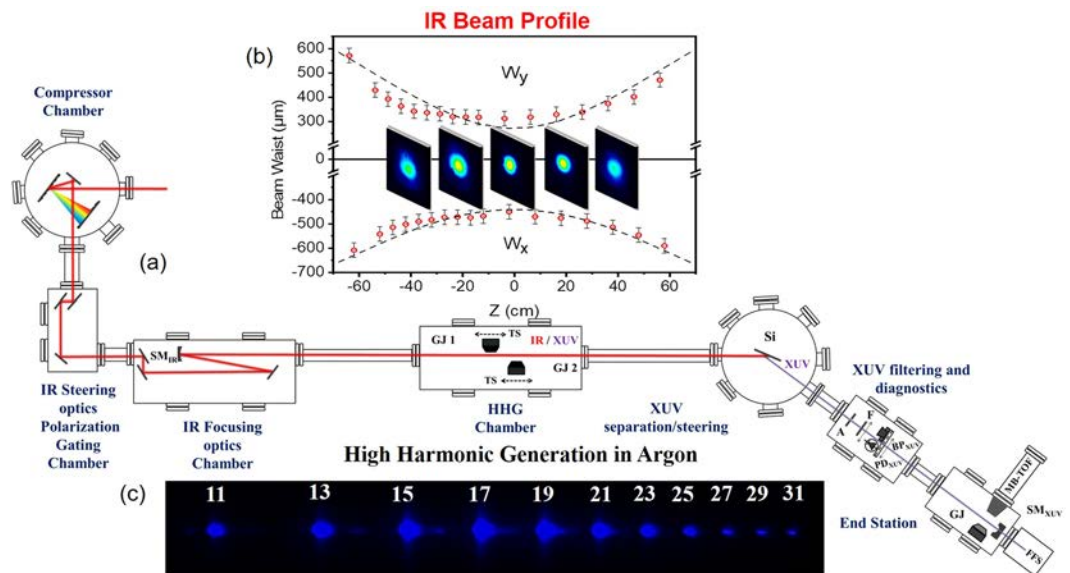 IR Beam Profile
(b)
Beam Waist (μm)
600
500
400
300
0
-400
-500
-600
-700
Wy
Wx
-60
-40
-20
0
20
40
60
Z (cm)
Compressor
Chamber
(a)
SMIR
GJ 1
TS
IR / XUV
TS
GJ 2
Si
XUV
IR Steering
optics
Polarization
Gating
Chamber
IR Focusing
optics
Chamber
HHG
Chamber
XUV
separation/steering
XUV filtering and
diagnostics
A
F
BPXUV
PDXUV
MB-TOF
SMXUV
GJ
FFS
End Station
High Harmonic Generation in Argon
(c)
11 13 15 17 19 21 23 25 27 29 31